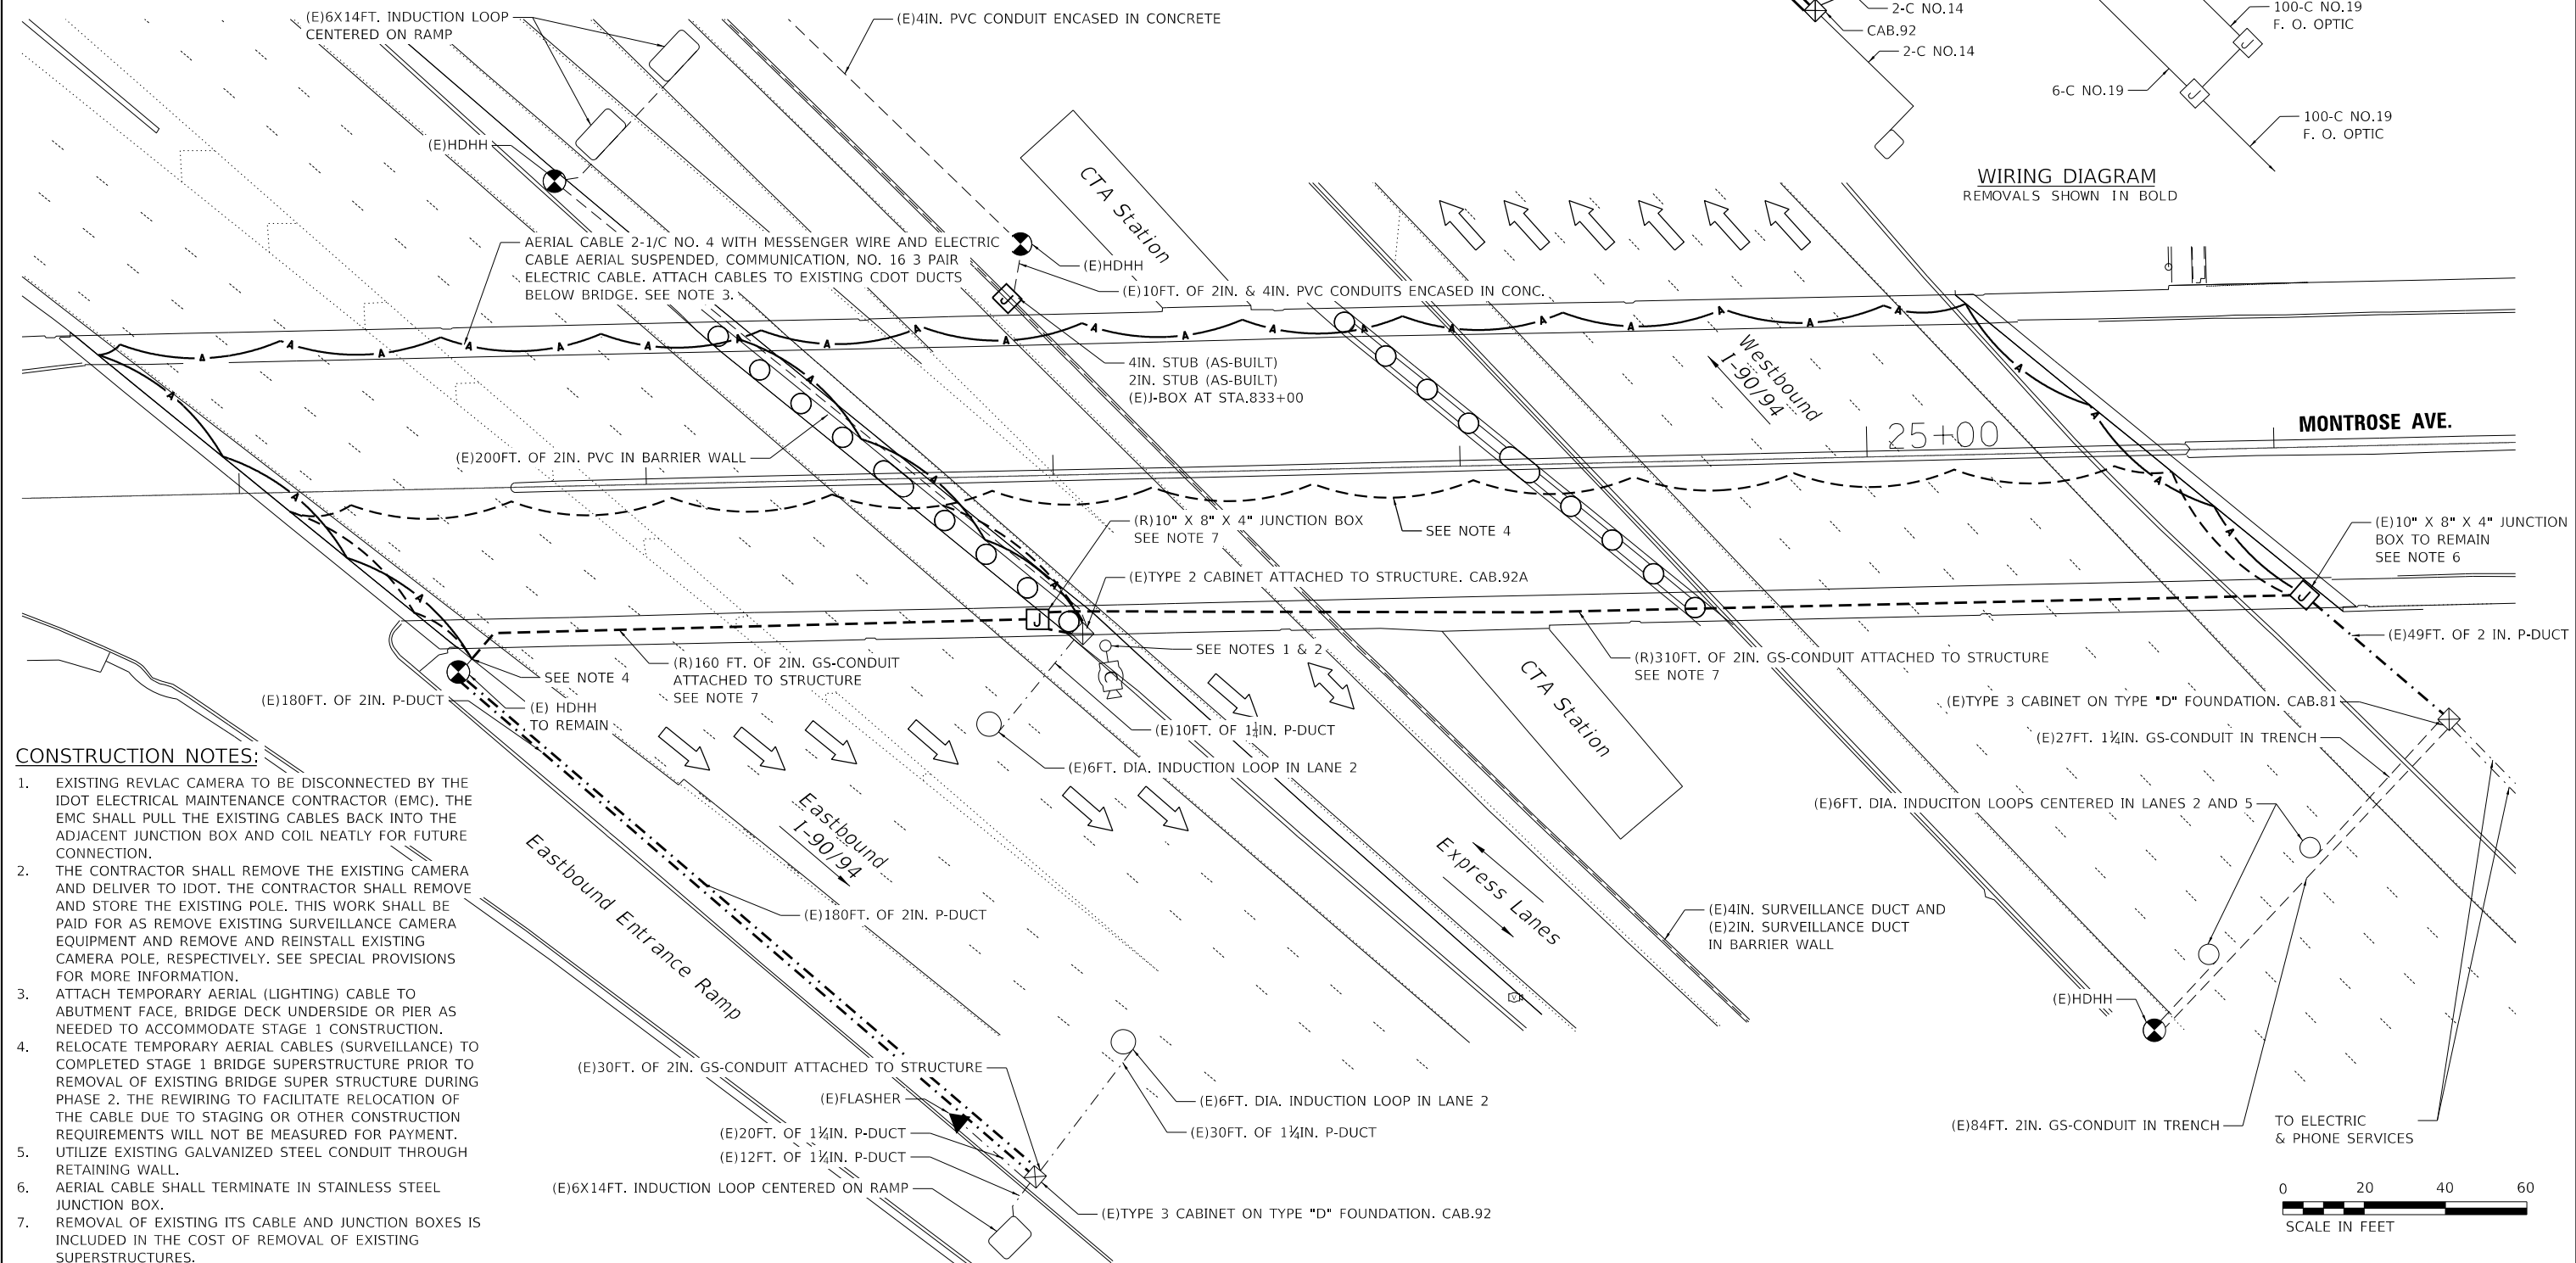 (E)6X14FT. INDUCTION LOOP
CENTERED ON RAMP
(E)4IN. PVC CONDUIT ENCASED IN CONCRETE
2-C NO.14
CAB.92
2-C NO.14
100-C NO.19
F. O. OPTIC
J
6-C NO.19
J
100-C NO.19
F. O. OPTIC
WIRING DIAGRAM
REMOVALS SHOWN IN BOLD
(E)HDHH
CTA Station
AERIAL CABLE 2-1/C NO. 4 WITH MESSENGER WIRE AND ELECTRIC
CABLE AERIAL SUSPENDED, COMMUNICATION, NO. 16 3 PAIR
ELECTRIC CABLE. ATTACH CABLES TO EXISTING CDOT DUCTS
BELOW BRIDGE. SEE NOTE 3.
(E)HDHH
(E)10FT. OF 2IN. & 4IN. PVC CONDUITS ENCASED IN CONC.
J
4IN. STUB (AS-BUILT)
2IN. STUB (AS-BUILT)
(E)J-BOX AT STA.833+00
Westbound
I-90/94
25+00
MONTROSE AVE.
(E)200FT. OF 2IN. PVC IN BARRIER WALL
(R)10" X 8" X 4" JUNCTION BOX
SEE NOTE 7
SEE NOTE 4
(E)10" X 8" X 4" JUNCTION
BOX TO REMAIN
SEE NOTE 6
(E)TYPE 2 CABINET ATTACHED TO STRUCTURE. CAB.92A
J
J
C
SEE NOTES 1 & 2
(E)49FT. OF 2 IN. P-DUCT
(R)160 FT. OF 2IN. GS-CONDUIT
ATTACHED TO STRUCTURE
SEE NOTE 7
(R)310FT. OF 2IN. GS-CONDUIT ATTACHED TO STRUCTURE
SEE NOTE 7
SEE NOTE 4
(E)180FT. OF 2IN. P-DUCT
(E) HDHH
TO REMAIN
CTA Station
(E)TYPE 3 CABINET ON TYPE "D" FOUNDATION. CAB.81
(E)10FT. OF 1¼IN. P-DUCT
(E)27FT. 1¼IN. GS-CONDUIT IN TRENCH
(E)6FT. DIA. INDUCTION LOOP IN LANE 2
(E)6FT. DIA. INDUCITON LOOPS CENTERED IN LANES 2 AND 5
Eastbound
I-90/94
Eastbound Entrance Ramp
Express Lanes
(E)180FT. OF 2IN. P-DUCT
(E)4IN. SURVEILLANCE DUCT AND
(E)2IN. SURVEILLANCE DUCT
IN BARRIER WALL
(E)HDHH
V
(E)30FT. OF 2IN. GS-CONDUIT ATTACHED TO STRUCTURE
(E)FLASHER
(E)6FT. DIA. INDUCTION LOOP IN LANE 2
(E)20FT. OF 1¼IN. P-DUCT
(E)30FT. OF 1¼IN. P-DUCT
(E)12FT. OF 1¼IN. P-DUCT
(E)6X14FT. INDUCTION LOOP CENTERED ON RAMP
(E)TYPE 3 CABINET ON TYPE "D" FOUNDATION. CAB.92
(E)84FT. 2IN. GS-CONDUIT IN TRENCH
TO ELECTRIC
& PHONE SERVICES
0 20 40 60
SCALE IN FEET
CONSTRUCTION NOTES:
1. EXISTING REVLAC CAMERA TO BE DISCONNECTED BY THE
IDOT ELECTRICAL MAINTENANCE CONTRACTOR (EMC). THE
EMC SHALL PULL THE EXISTING CABLES BACK INTO THE
ADJACENT JUNCTION BOX AND COIL NEATLY FOR FUTURE
CONNECTION.
2. THE CONTRACTOR SHALL REMOVE THE EXISTING CAMERA
AND DELIVER TO IDOT. THE CONTRACTOR SHALL REMOVE
AND STORE THE EXISTING POLE. THIS WORK SHALL BE
PAID FOR AS REMOVE EXISTING SURVEILLANCE CAMERA
EQUIPMENT AND REMOVE AND REINSTALL EXISTING
CAMERA POLE, RESPECTIVELY. SEE SPECIAL PROVISIONS
FOR MORE INFORMATION.
3. ATTACH TEMPORARY AERIAL (LIGHTING) CABLE TO
ABUTMENT FACE, BRIDGE DECK UNDERSIDE OR PIER AS
NEEDED TO ACCOMMODATE STAGE 1 CONSTRUCTION.
4. RELOCATE TEMPORARY AERIAL CABLES (SURVEILLANCE) TO
COMPLETED STAGE 1 BRIDGE SUPERSTRUCTURE PRIOR TO
REMOVAL OF EXISTING BRIDGE SUPER STRUCTURE DURING
PHASE 2. THE REWIRING TO FACILITATE RELOCATION OF
THE CABLE DUE TO STAGING OR OTHER CONSTRUCTION
REQUIREMENTS WILL NOT BE MEASURED FOR PAYMENT.
5. UTILIZE EXISTING GALVANIZED STEEL CONDUIT THROUGH
RETAINING WALL.
6. AERIAL CABLE SHALL TERMINATE IN STAINLESS STEEL
JUNCTION BOX.
7. REMOVAL OF EXISTING ITS CABLE AND JUNCTION BOXES IS
INCLUDED IN THE COST OF REMOVAL OF EXISTING
SUPERSTRUCTURES.